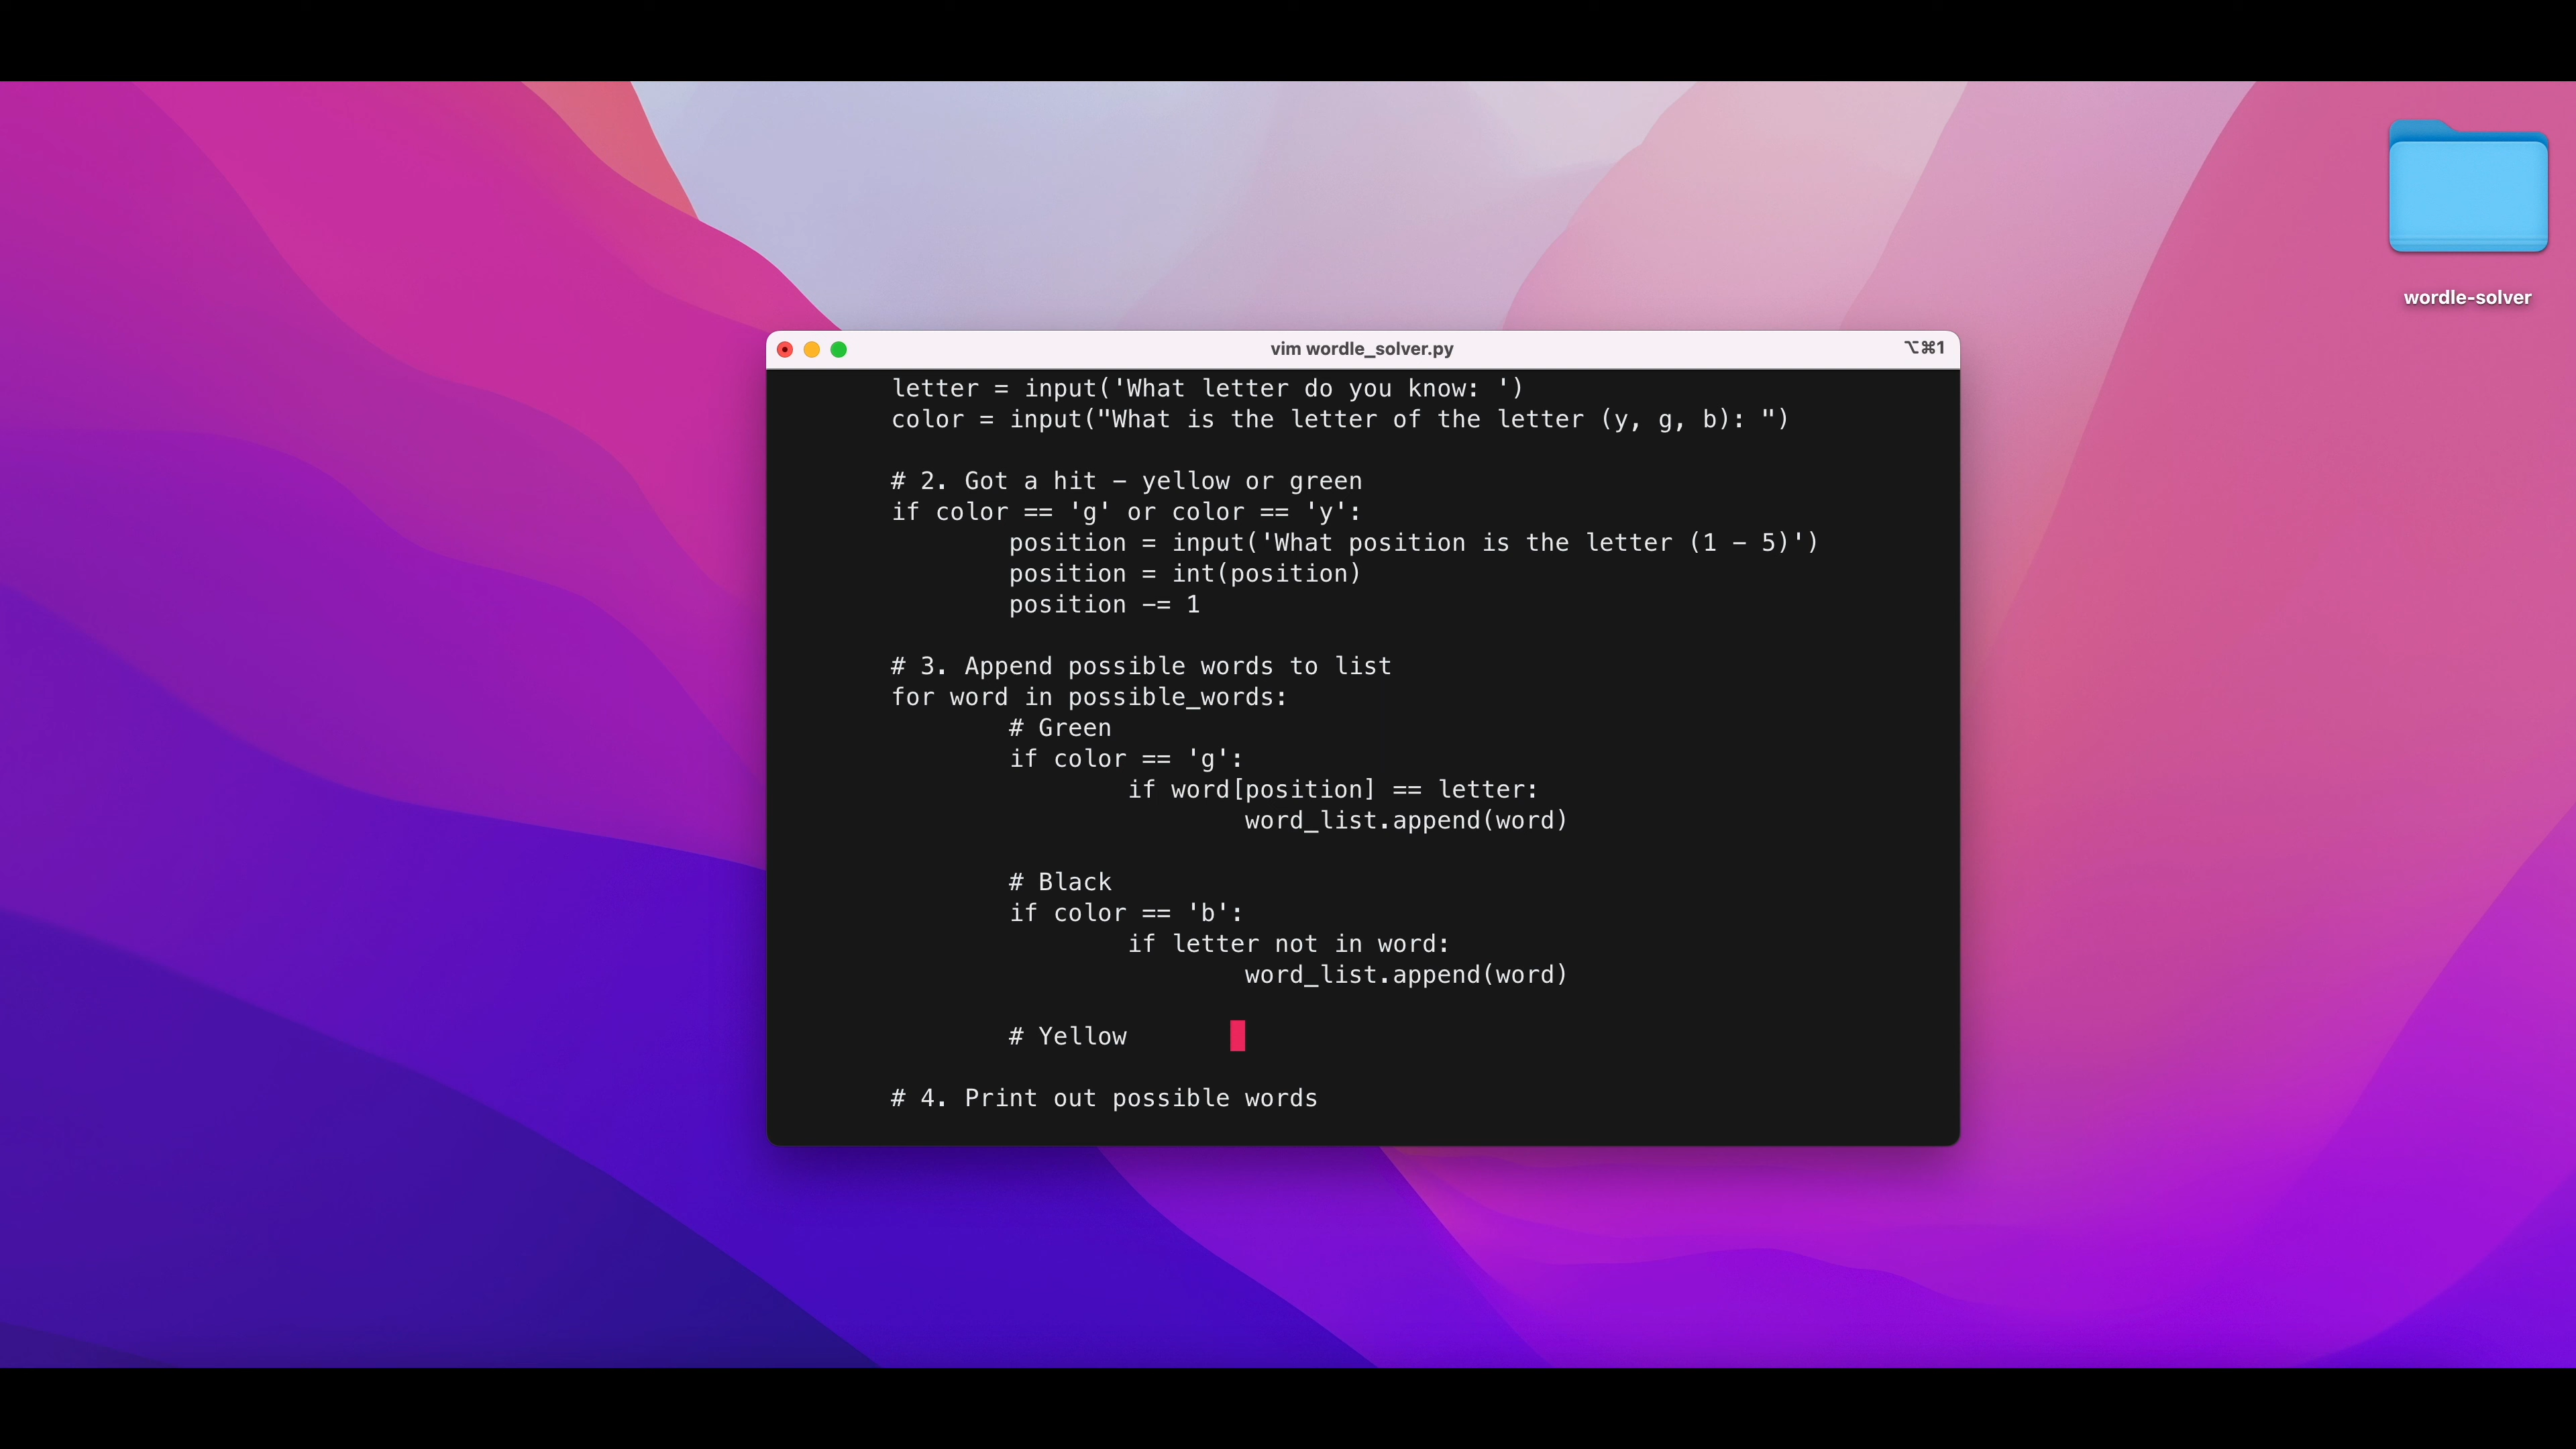 wordle-solver
vim wordle_solver.py
⌥⌘1
letter = input('What letter do you know: ')
color = input("What is the letter of the letter (y, g, b): ")
# 2. Got a hit - yellow or green
if color == 'g' or color == 'y':
position = input('What position is the letter (1 - 5)')
position = int(position)
position -= 1
# 3. Append possible words to list
for word in possible_words:
# Green
if color == 'g':
if word[position] == letter:
word_list.append(word)
# Black
if color == 'b':
if letter not in word:
word_list.append(word)
# Yellow
# 4. Print out possible words